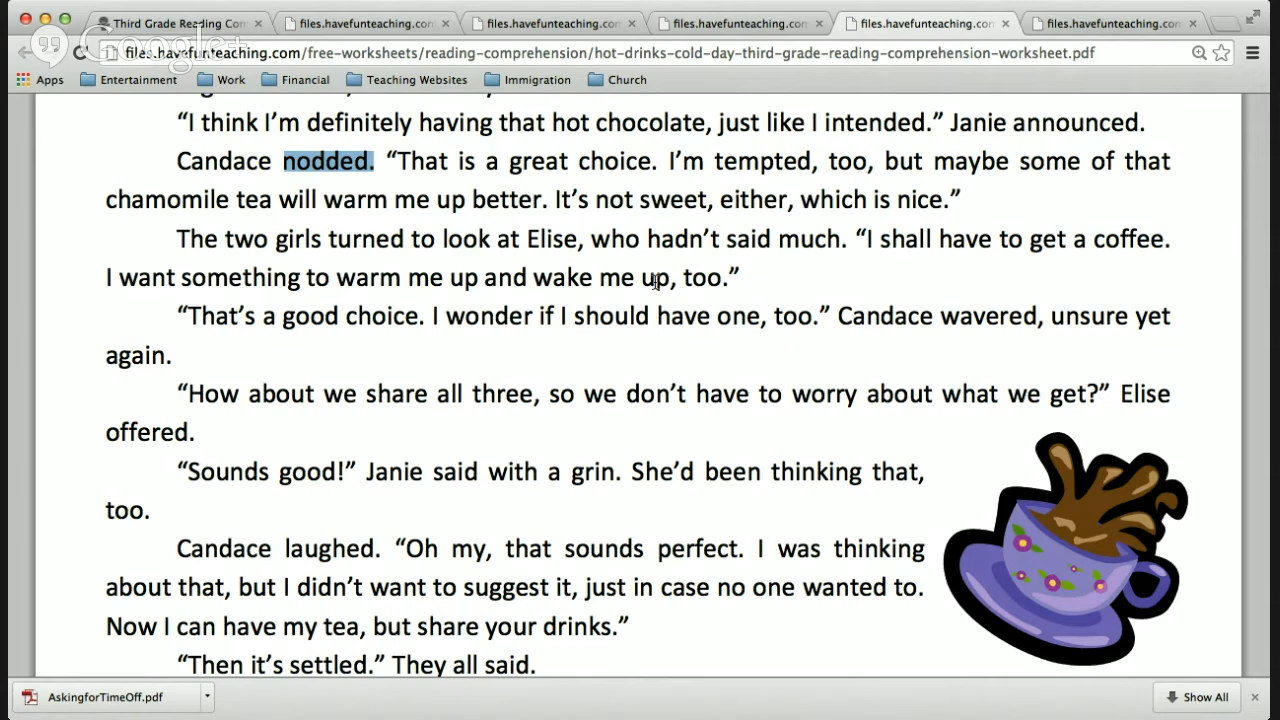 Third Grade Reading Con
files.havefunteaching.com/
files.havefunteaching.com/
files.havefunteaching.com/
files.havefunteaching.com/
files.havefunteaching.com/
Google+
files.havefunteaching.com/free-worksheets/reading-comprehension/hot-drinks-cold-day-third-grade-reading-comprehension-worksheet.pdf
Apps Entertainment Work Financial Teaching Websites Immigration Church
“I think I’m definitely having that hot chocolate, just like I intended.” Janie announced.
Candace nodded. “That is a great choice. I’m tempted, too, but maybe some of that
chamomile tea will warm me up better. It’s not sweet, either, which is nice.”
The two girls turned to look at Elise, who hadn’t said much. “I shall have to get a coffee.
I want something to warm me up and wake me up, too.”
“That’s a good choice. I wonder if I should have one, too.” Candace wavered, unsure yet
again.
“How about we share all three, so we don’t have to worry about what we get?” Elise
offered.
“Sounds good!” Janie said with a grin. She’d been thinking that,
too.
Candace laughed. “Oh my, that sounds perfect. I was thinking
about that, but I didn’t want to suggest it, just in case no one wanted to.
Now I can have my tea, but share your drinks.”
“Then it’s settled.” They all said.
AskingforTimeOff.pdf
Show All